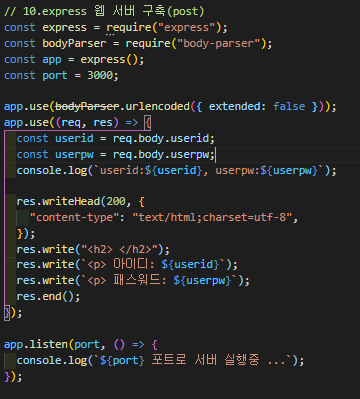 // 10.express 웹 서버 구축(post)
const express = require("express");
const bodyParser = require("body-parser");
const app = express();
const port = 3000;
app.use(bodyParser.urlencoded({ extended: false }));
app.use((req, res) => {
const userid = req.body.userid;
const userpw = req.body.userpw;
console.log(`userid:${userid}, userpw:${userpw}`);
res.writeHead(200, {
"content-type": "text/html;charset=utf-8",
});
res.write("<h2> </h2>");
res.write(`<p> 아이디: ${userid}`);
res.write(`<p> 패스워드: ${userpw}`);
res.end();
});
app.listen(port, () => {
console.log(`${port} 포트로 서버 실행중 ...`);
});